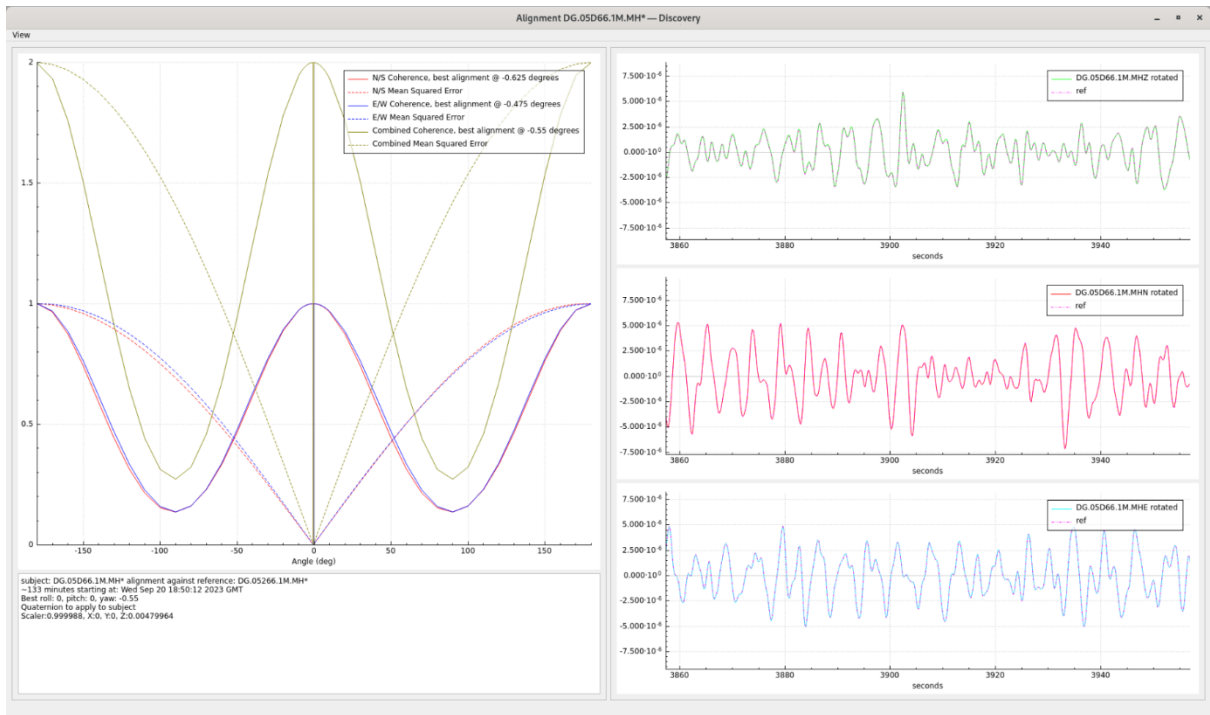 Alignment DG.05D66.1M.MH* — Discovery
View
N/S Coherence, best alignment @ -0.625 degrees
N/S Mean Squared Error
E/W Coherence, best alignment @ -0.475 degrees
E/W Mean Squared Error
Combined Coherence, best alignment @ -0.55 degrees
Combined Mean Squared Error
2
1.5
1
0.5
0
-150 -100 -50 0 50 100 150
Angle (deg)
subject: DG.05D66.1M.MH* alignment against reference: DG.05266.1M.MH*
~133 minutes starting at: Wed Sep 20 18:50:12 2023 GMT
Best roll: 0, pitch: 0, yaw: -0.55
Quaternion to apply to subject
Scaler:0.999988, X:0, Y:0, Z:0.00479964
DG.05D66.1M.MHZ rotated
ref
7.500·10⁻⁶
5.000·10⁻⁶
2.500·10⁻⁶
0.000·10⁰
-2.500·10⁻⁶
-5.000·10⁻⁶
-7.500·10⁻⁶
3860 3880 3900 3920 3940
seconds
DG.05D66.1M.MHN rotated
ref
7.500·10⁻⁶
5.000·10⁻⁶
2.500·10⁻⁶
0.000·10⁰
-2.500·10⁻⁶
-5.000·10⁻⁶
-7.500·10⁻⁶
3860 3880 3900 3920 3940
seconds
DG.05D66.1M.MHE rotated
ref
7.500·10⁻⁶
5.000·10⁻⁶
2.500·10⁻⁶
0.000·10⁰
-2.500·10⁻⁶
-5.000·10⁻⁶
-7.500·10⁻⁶
3860 3880 3900 3920 3940
seconds